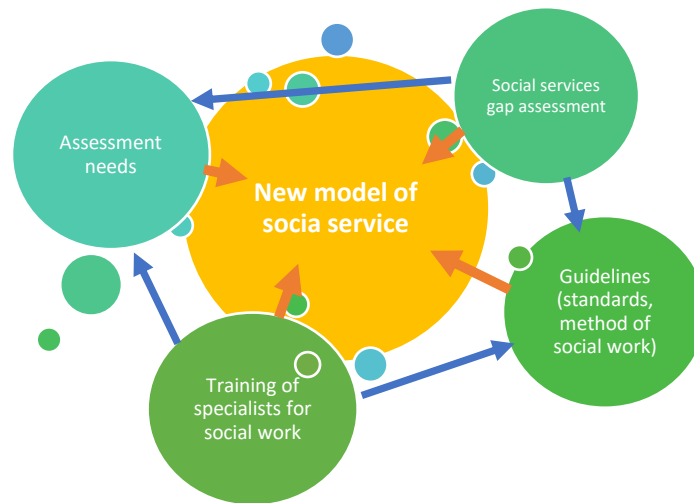 Social services
gap assessment
Assessment
needs
New model of
socia service
Guidelines
(standards,
method of
social work)
Training of
specialists for
social work